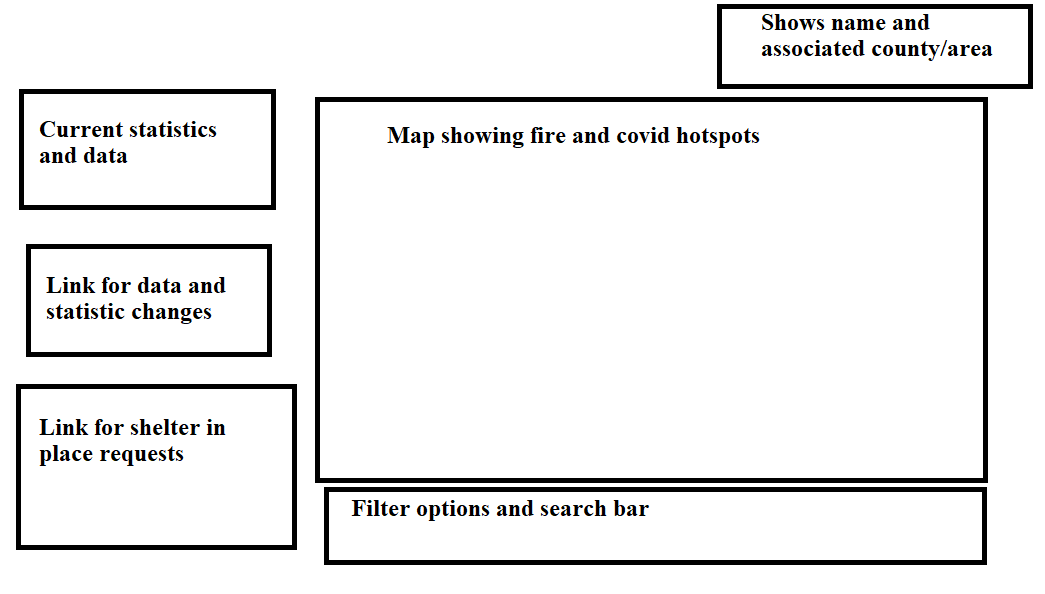 Shows name and
associated county/area
Current statistics
and data
Map showing fire and covid hotspots
Link for data and
statistic changes
Link for shelter in
place requests
Filter options and search bar